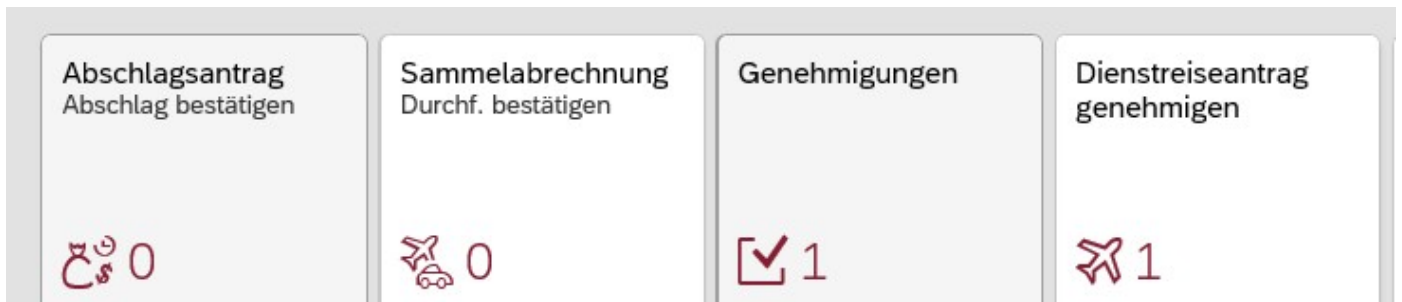 Abschlagsantrag
Abschlag bestätigen
0
Sammelabrechnung
Durchf. bestätigen
0
Genehmigungen
1
Dienstreiseantrag
genehmigen
1